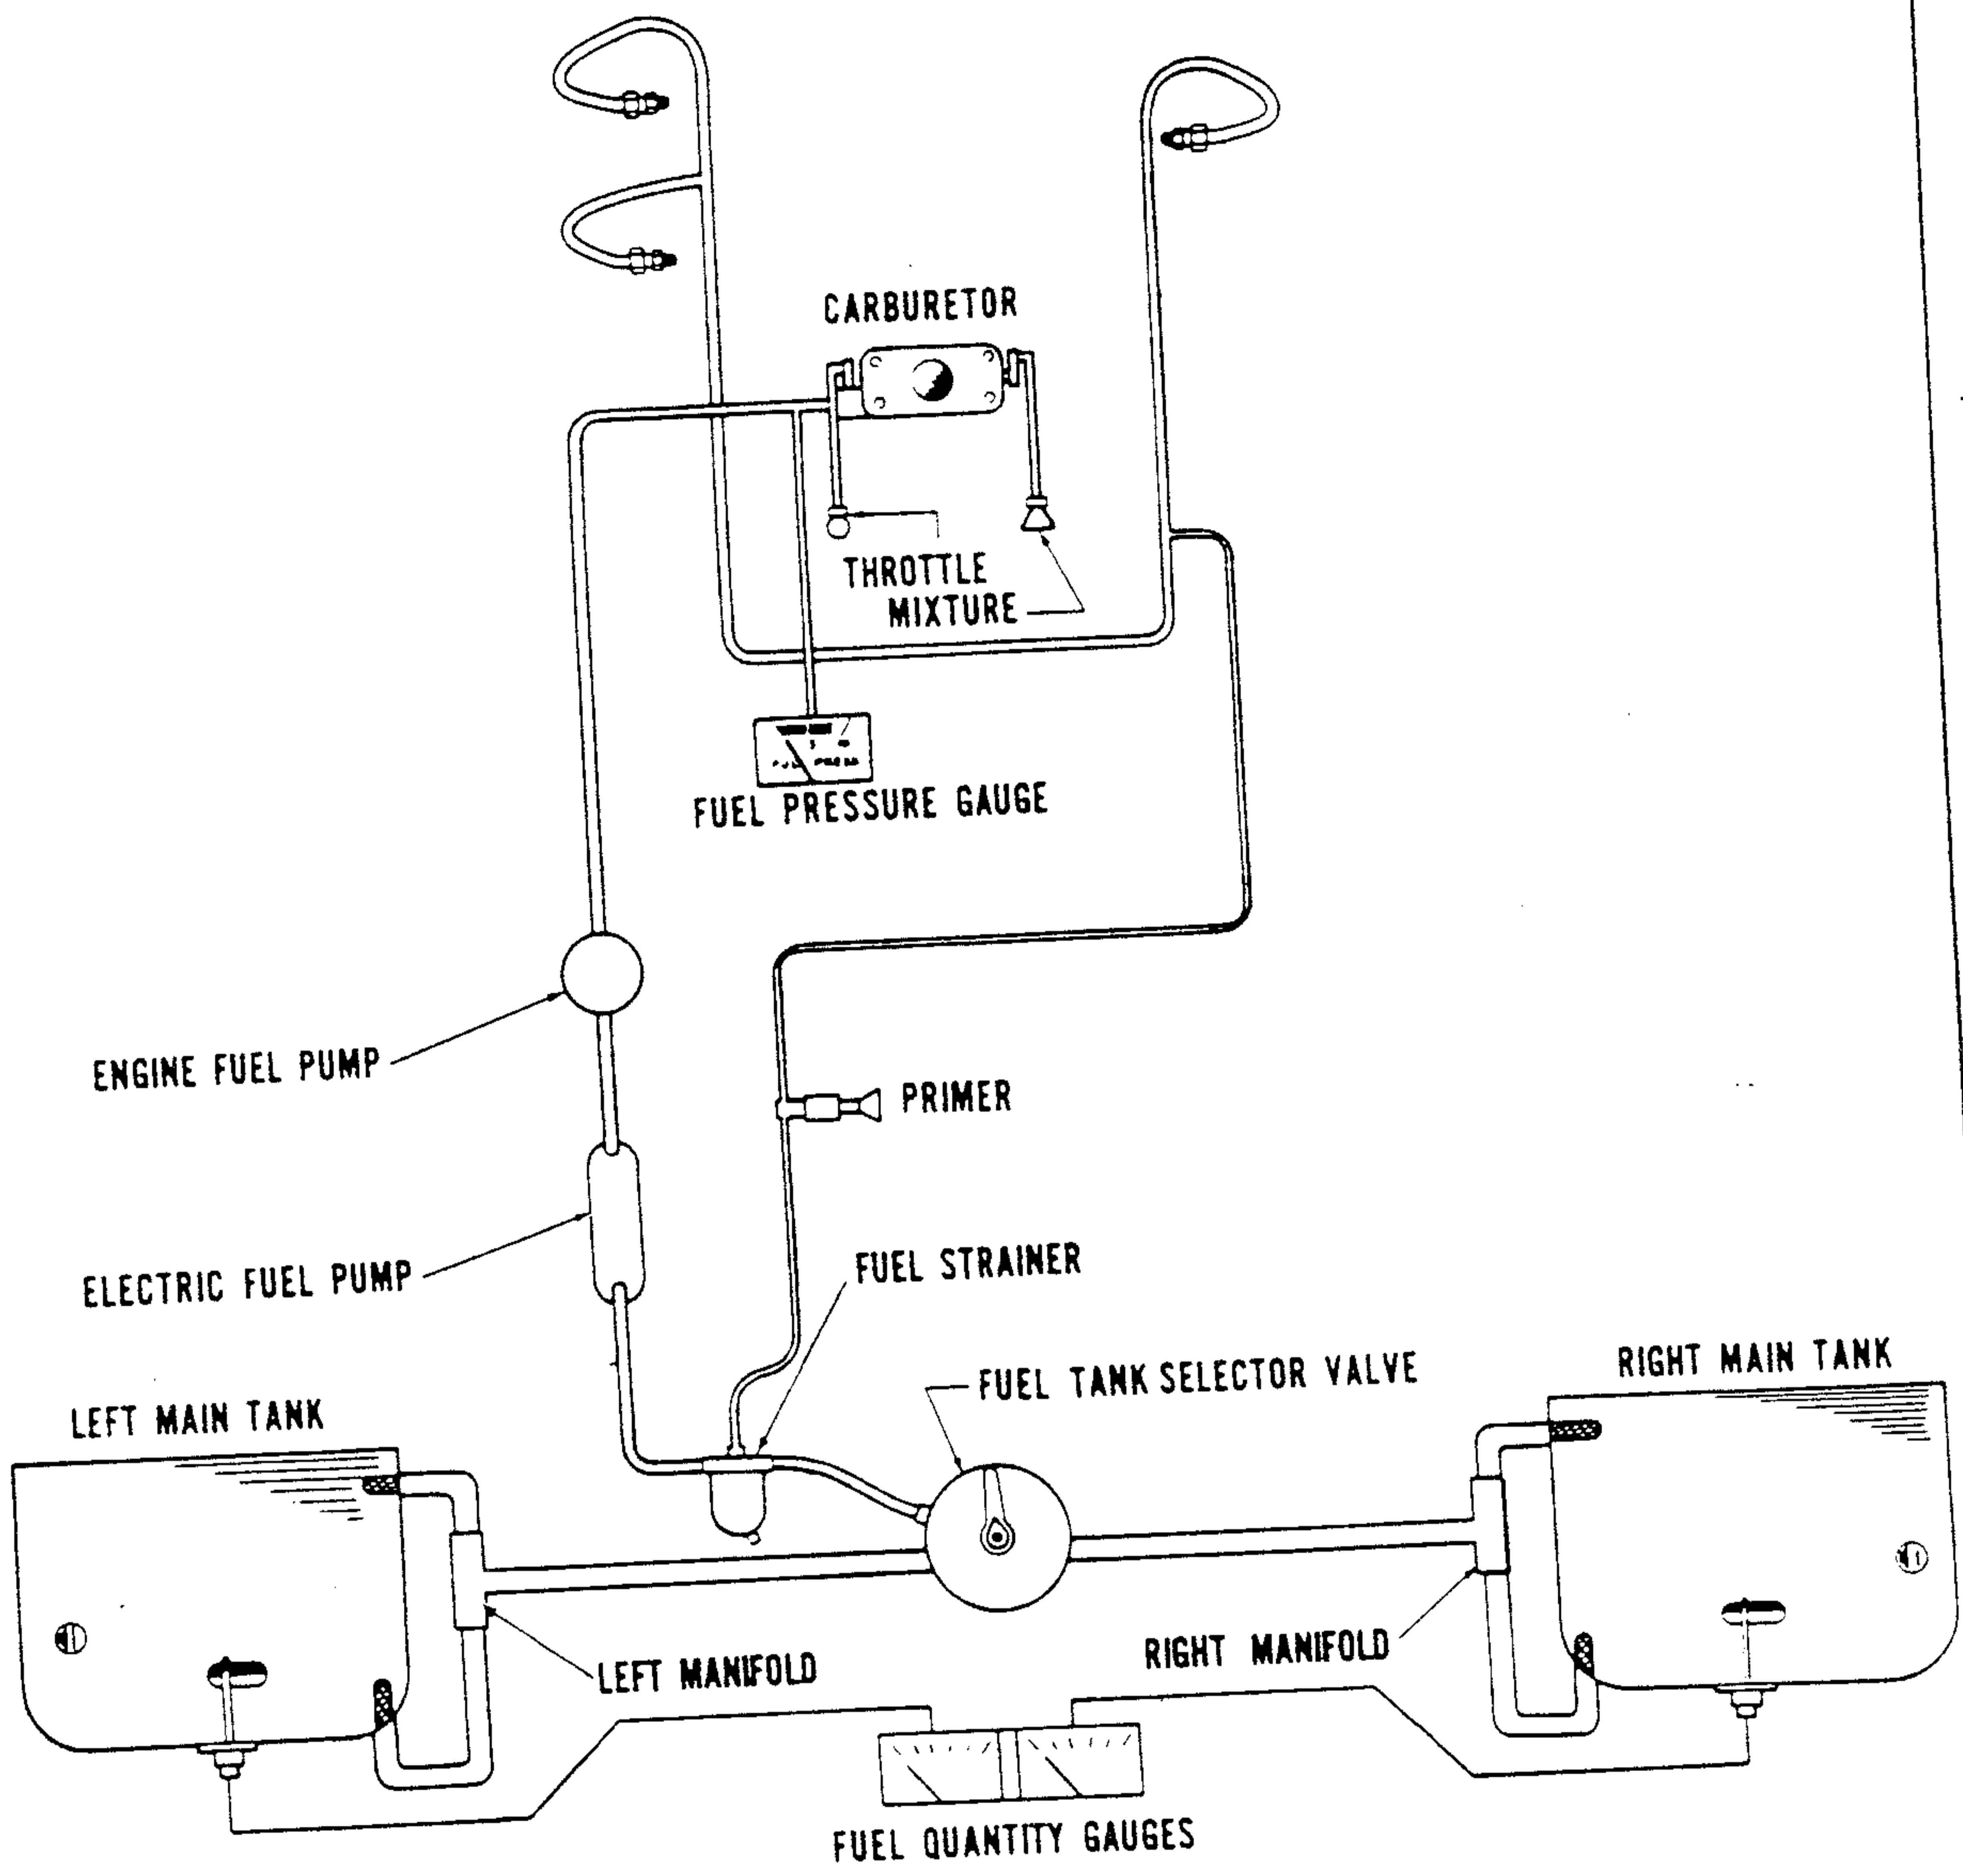 CARBURETOR
THROTTLE
MIXTURE
FUEL PRESSURE GAUGE
ENGINE FUEL PUMP
PRIMER
ELECTRIC FUEL PUMP
FUEL STRAINER
FUEL TANK SELECTOR VALVE
RIGHT MAIN TANK
LEFT MAIN TANK
LEFT MANIFOLD
RIGHT MANIFOLD
FUEL QUANTITY GAUGES